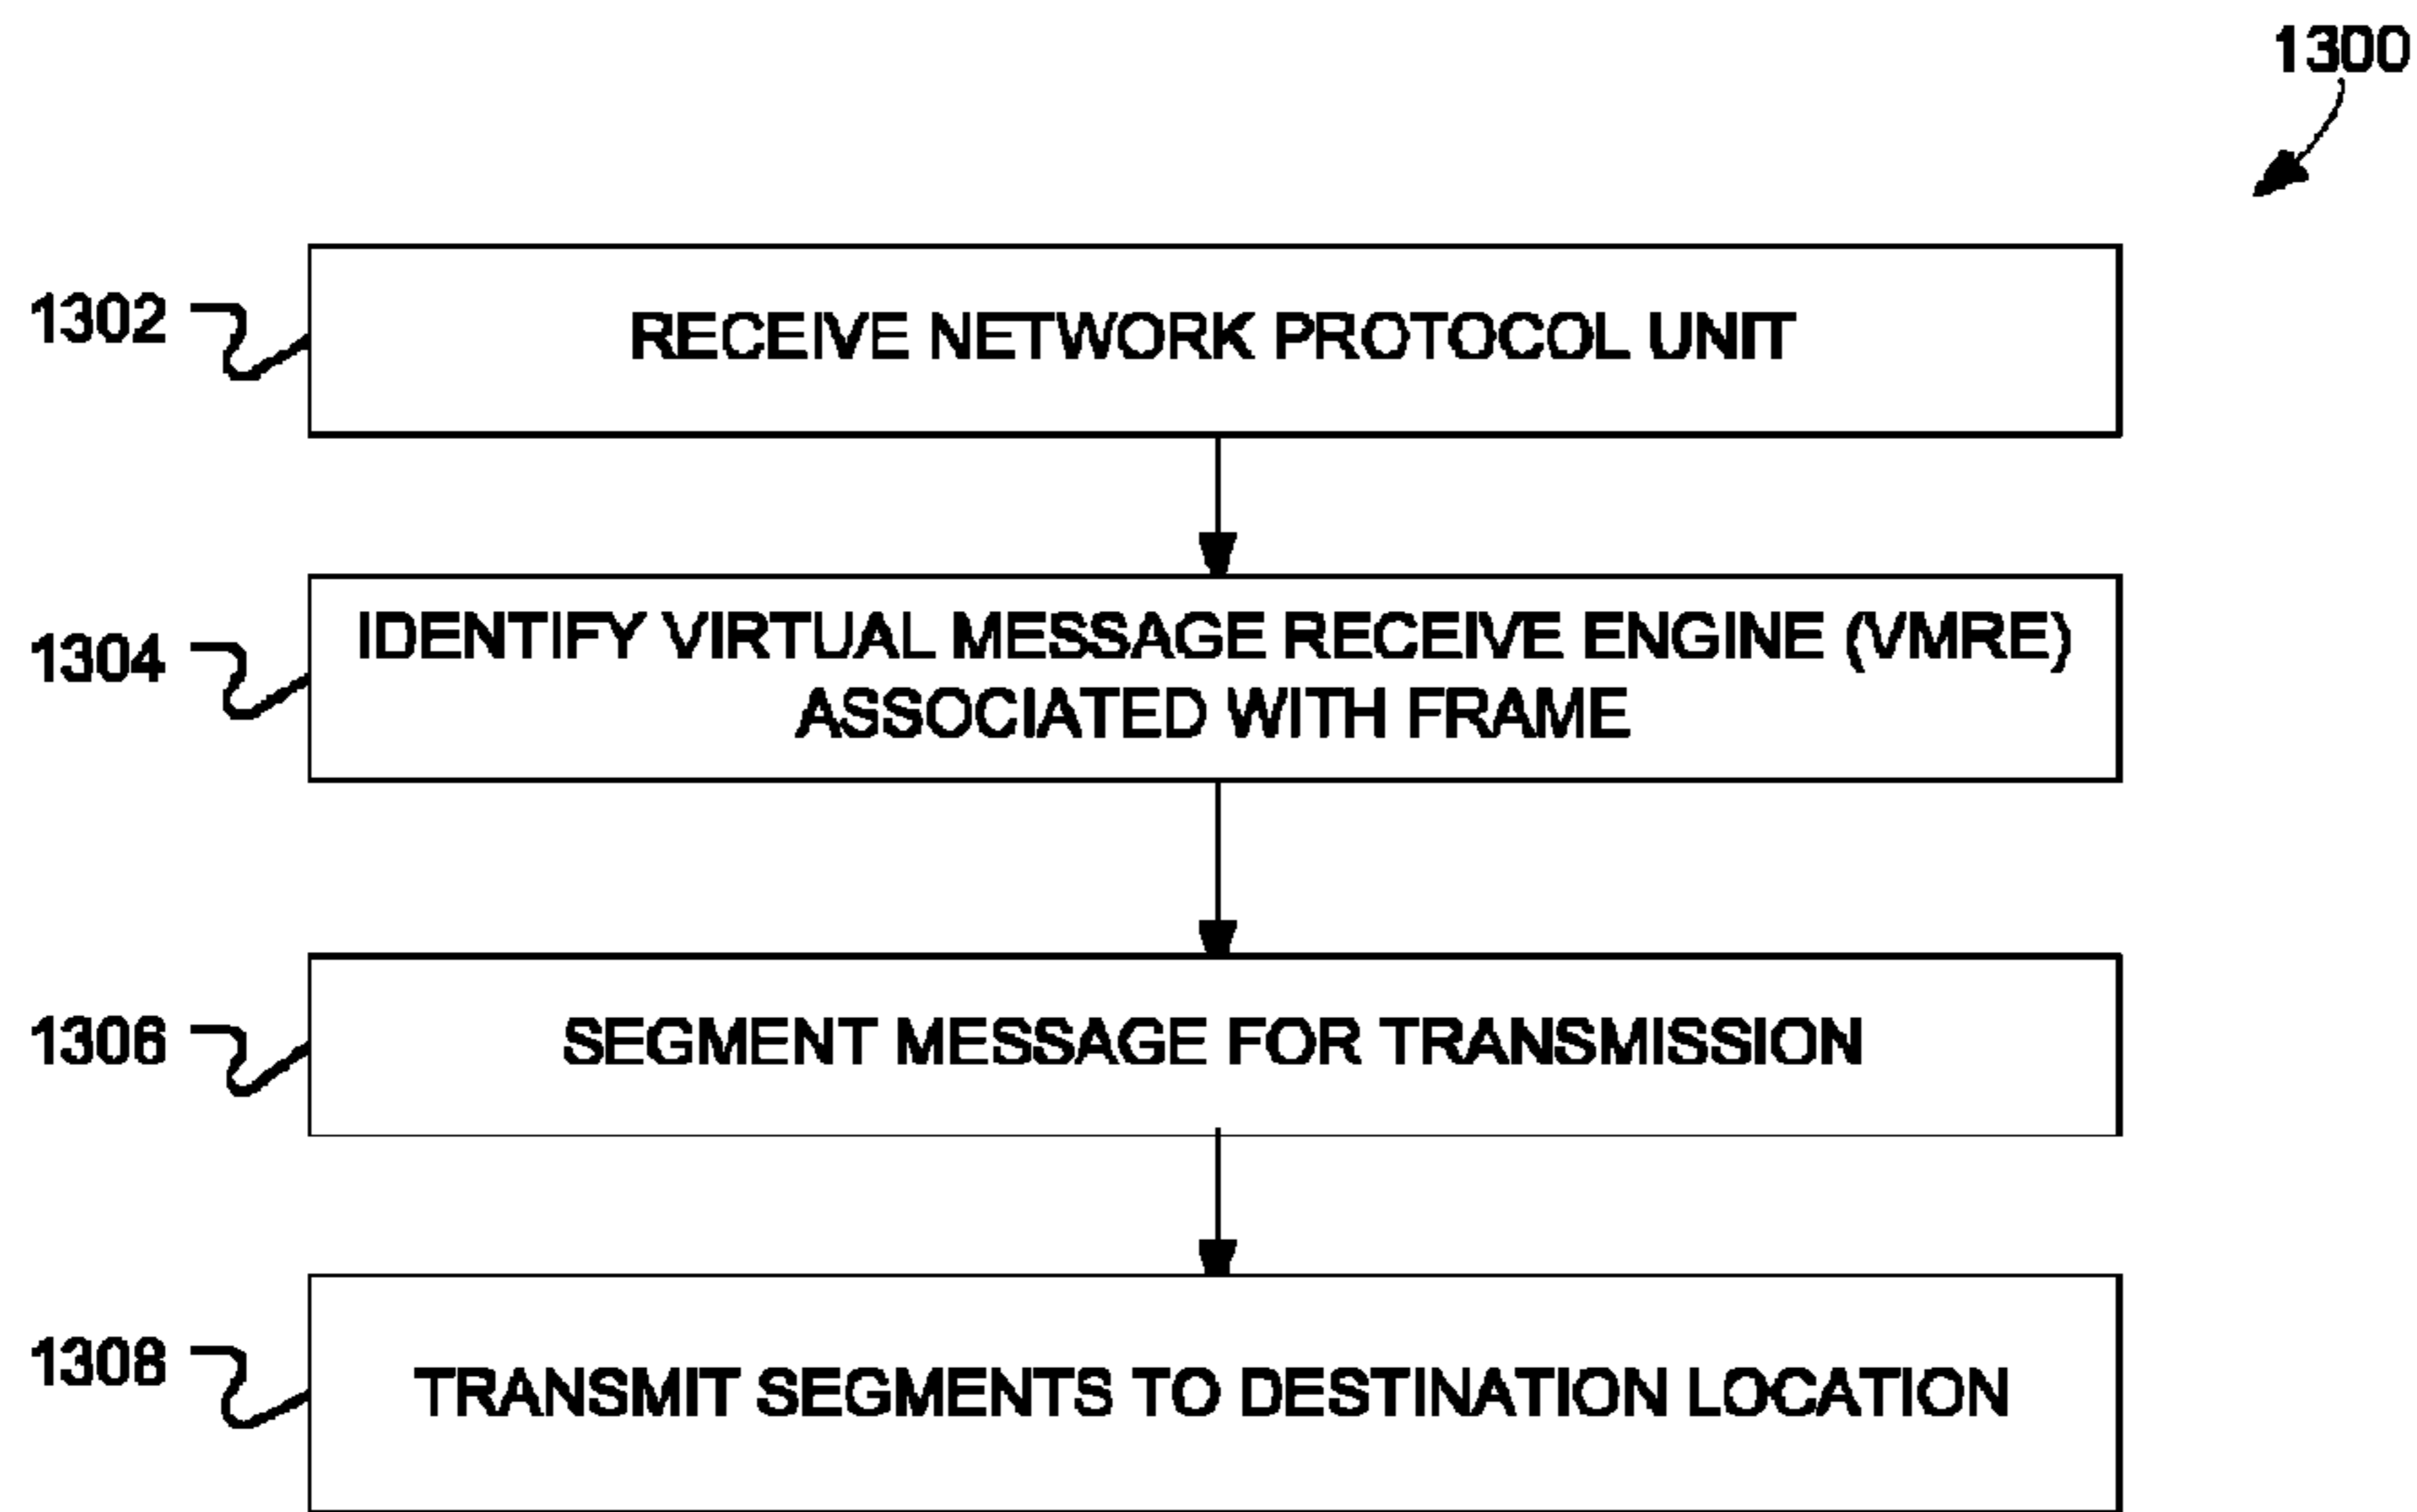 1300
1302
RECEIVE NETWORK PROTOCOL UNIT
1304
IDENTIFY VIRTUAL MESSAGE RECEIVE ENGINE (VMRE)
ASSOCIATED WITH FRAME
1306
SEGMENT MESSAGE FOR TRANSMISSION
1308
TRANSMIT SEGMENTS TO DESTINATION LOCATION